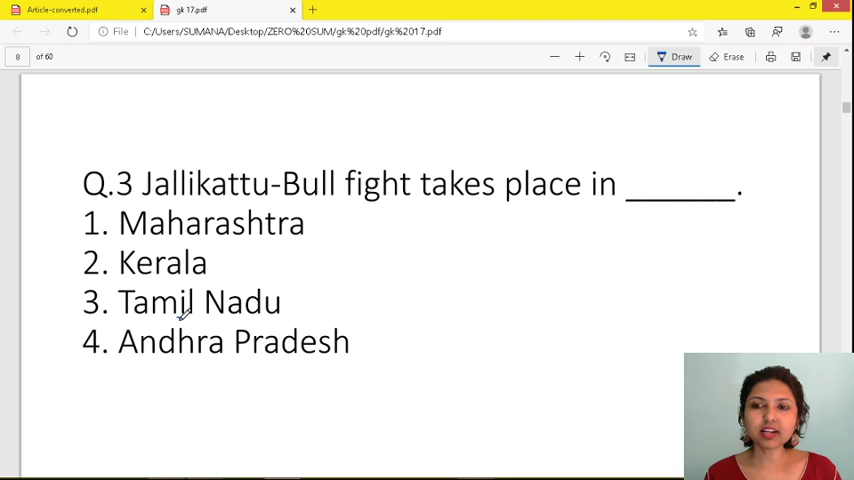 Article-converted.pdf
gk 17.pdf
File C:/Users/SUMANA/Desktop/ZERO%20SUM/gk%20pdf/gk%2017.pdf
8 of 60 Draw Erase
Q.3 Jallikattu-Bull fight takes place in ______.
1. Maharashtra
2. Kerala
3. Tamil Nadu
4. Andhra Pradesh